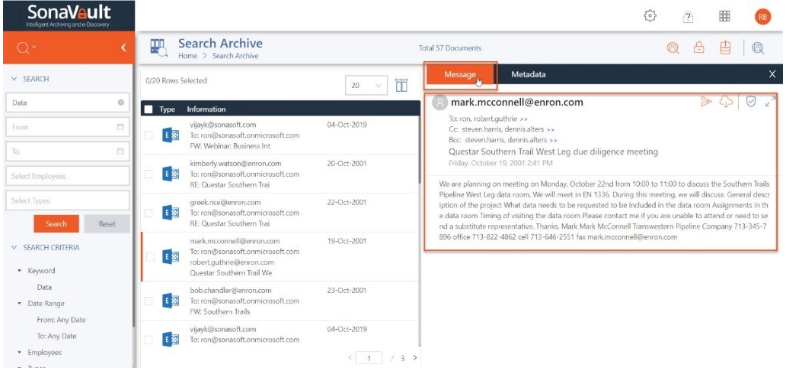 SonaVault
Intelligent Archiving and e-Discovery
RE
Search Archive
Home > Search Archive
Total 57 Documents
SEARCH
Data
From
To
Select Employees
Select Types
Search Reset
SEARCH CRITERIA
Keyword
Data
Date Range
From: Any Date
To: Any Date
Employees
0/20 Rows Selected
20
Type Information
vijayk@sonasoft.com 04-Oct-2019
To: ron@sonasoft.onmicrosoft.com
FW: Webinar: Business Int
kimberly.watson@enron.com 20-Oct-2001
To: ron@sonasoft.onmicrosoft.com
RE: Questar Southern Trai
greek.rice@enron.com 22-Oct-2001
To: ron@sonasoft.onmicrosoft.com
RE: Questar Southern Trai
mark.mcconnell@enron.com 19-Oct-2001
To: ron@sonasoft.onmicrosoft.com
robert.guthrie@enron.com
Questar Southern Trail We
bob.chandler@enron.com 23-Oct-2001
To: ron@sonasoft.onmicrosoft.com
FW: Southern Trails
vijayk@sonasoft.com 04-Oct-2019
To: ron@sonasoft.onmicrosoft.com
< 1 / 3 >
Message Metadata X
mark.mcconnell@enron.com
To: ron. robert.guthrie >>
Cc: steven.harris, dennis.alters >>
Bcc: steven.harris, dennis.alters >>
Questar Southern Trail West Leg due diligence meeting
Friday, October 19, 2001 2:41 PM
We are planning on meeting on Monday, October 22nd from 10:00 to 11:00 to discuss the Southern Trails
Pipeline West Leg data room. We will meet in EN 1336. During this meeting, we will discuss: General descr
iption of the project What data needs to be requested to be included in the data room Assignments in th
e data room Timing of visiting the data room Please contact me if you are unable to attend or need to se
nd a substitute representative. Thanks, Mark Mark McConnell Transwestern Pipeline Company 713-345-7
896 office 713-822-4862 cell 713-646-2551 fax mark.mcconnell@enron.com